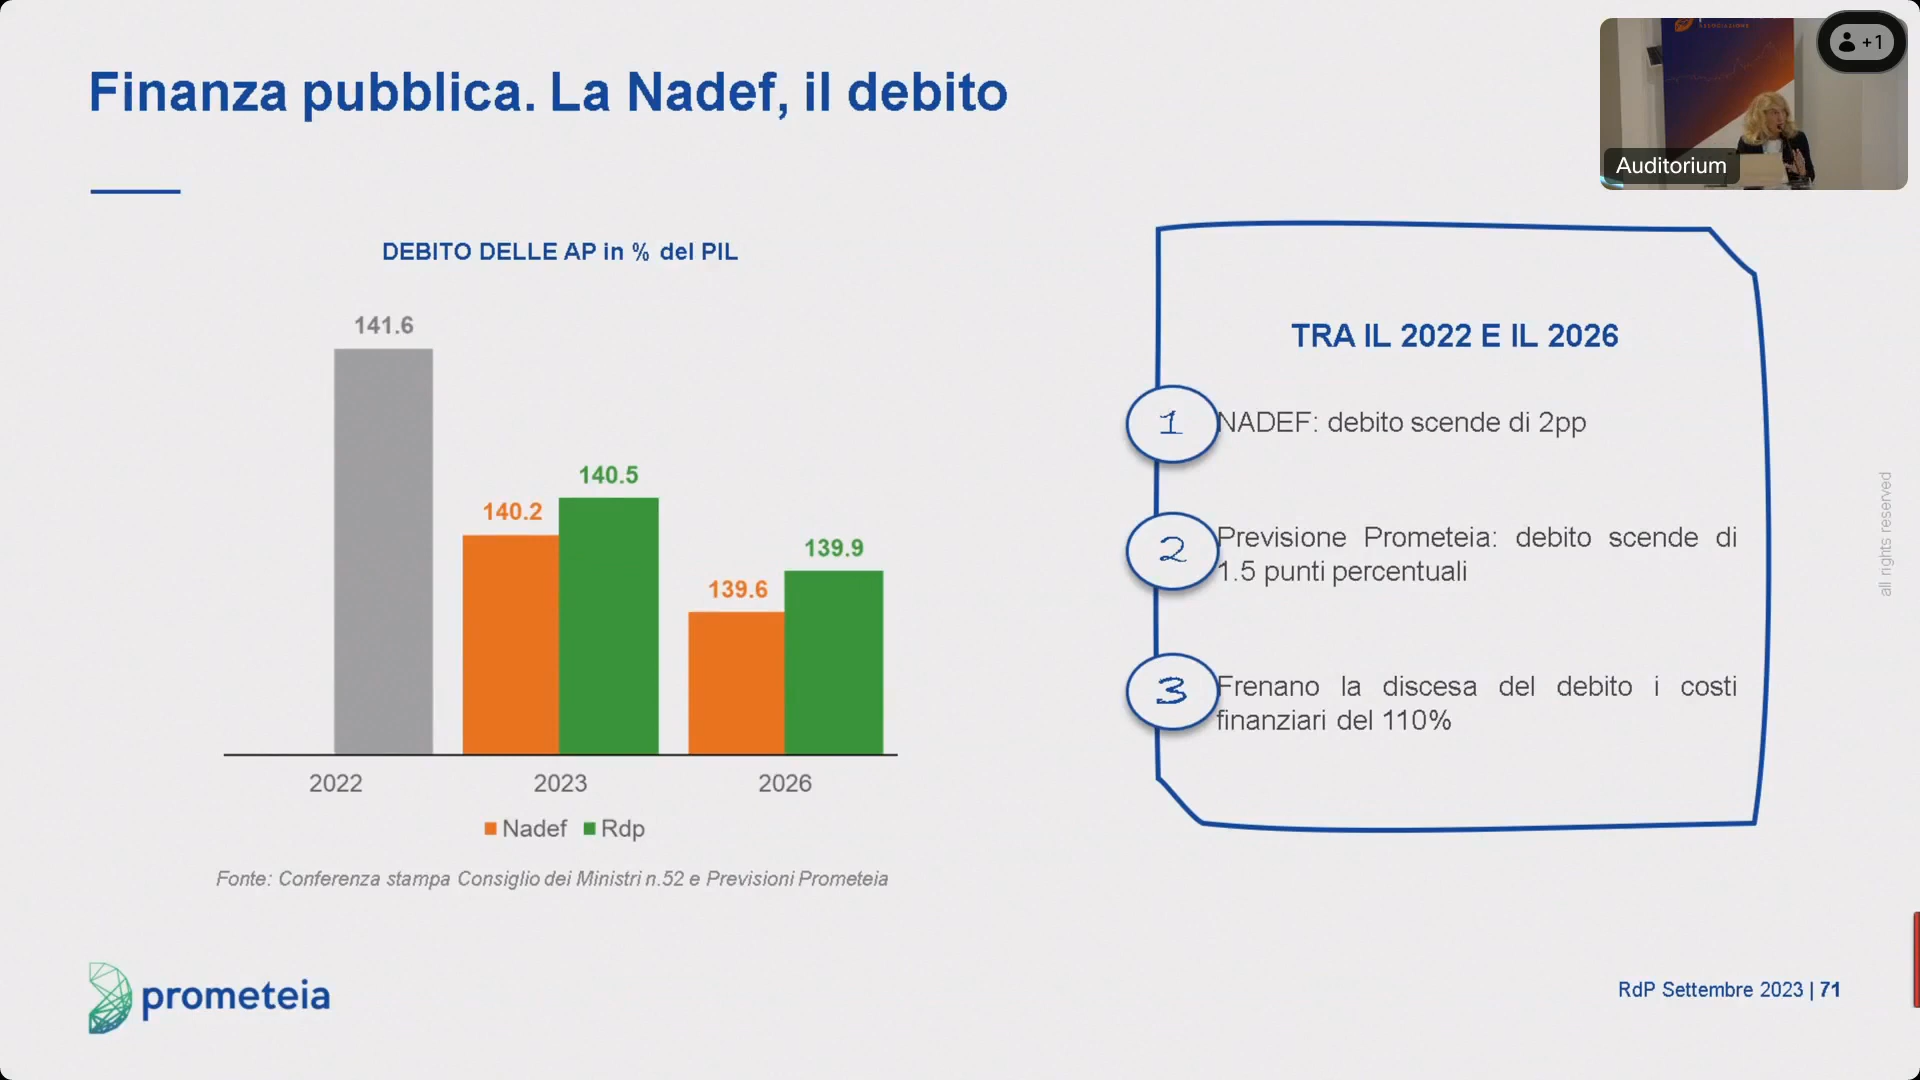 Finanza pubblica. La Nadef, il debito
+1
Auditorium
DEBITO DELLE AP in % del PIL
141.6
140.2
140.5
139.6
139.9
2022
2023
2026
Nadef
Rdp
Fonte: Conferenza stampa Consiglio dei Ministri n.52 e Previsioni Prometeia
TRA IL 2022 E IL 2026
1
NADEF: debito scende di 2pp
2
Previsione Prometeia: debito scende di
1.5 punti percentuali
3
Frenano la discesa del debito i costi
finanziari del 110%
all rights reserved
prometeia
RdP Settembre 2023 | 71